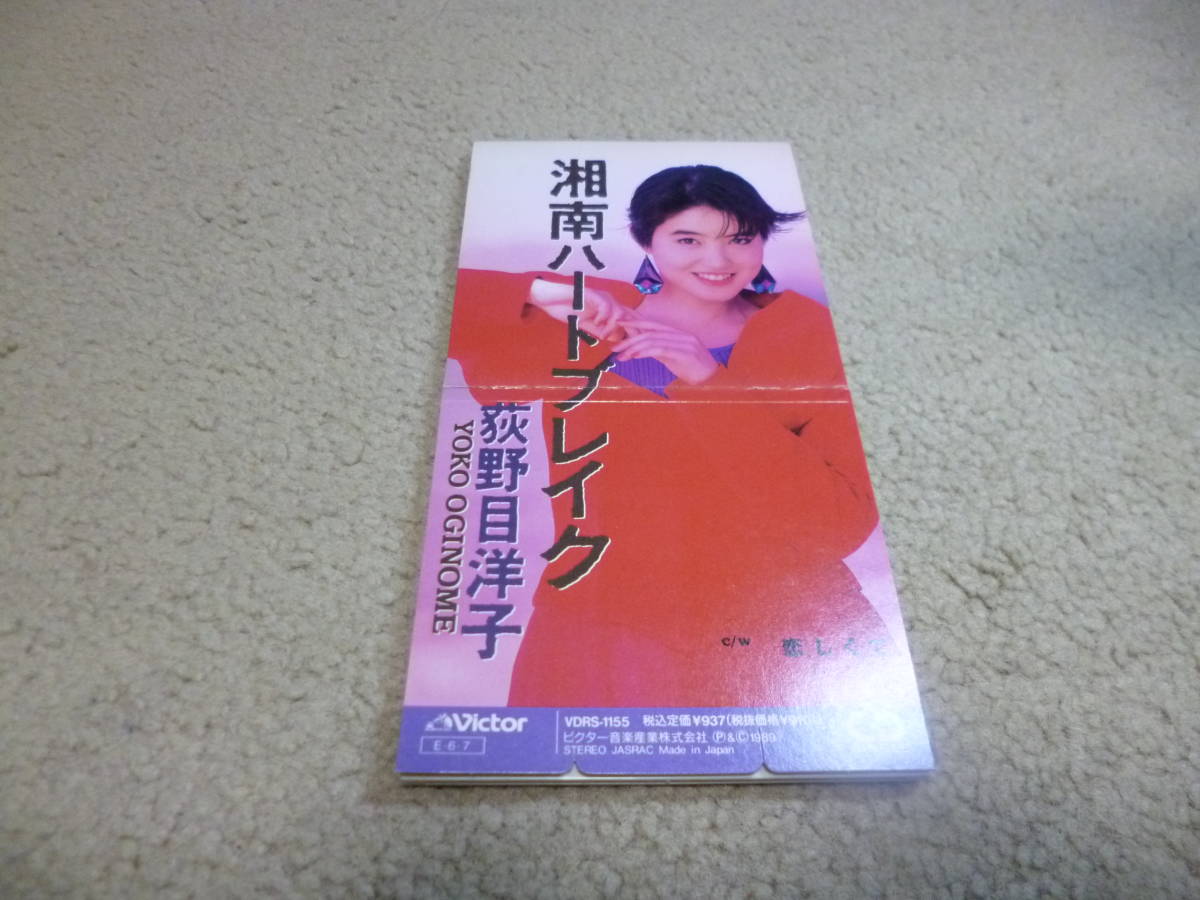 湘南ハートブレイク
荻野目洋子
YOKO OGINOME
c/w 恋しくて
Victor
E·6·7
VDRS-1155 税込定価¥937(税抜価格¥910)
ビクター音楽産業株式会社 Ⓟ&Ⓒ1989
STEREO JASRAC Made in Japan